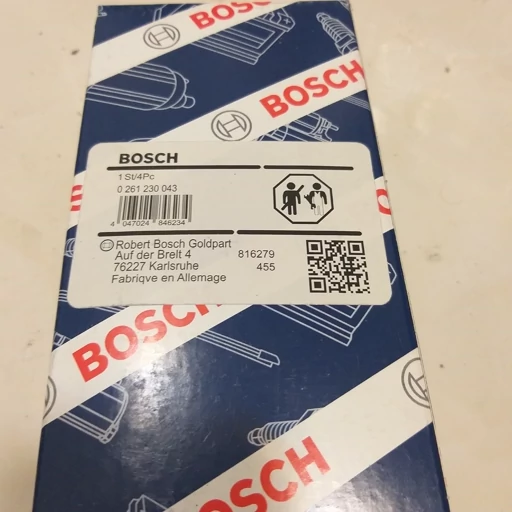 BOSCH
BOSCH
BOSCH
1 St/4Pc
0 261 230 043
4 047024 846234
Robert Bosch Goldpart
Auf der Brelt 4
816279
76227 Karlsruhe
455
Fabriqve en Allemage
BOSCH
BOSCH